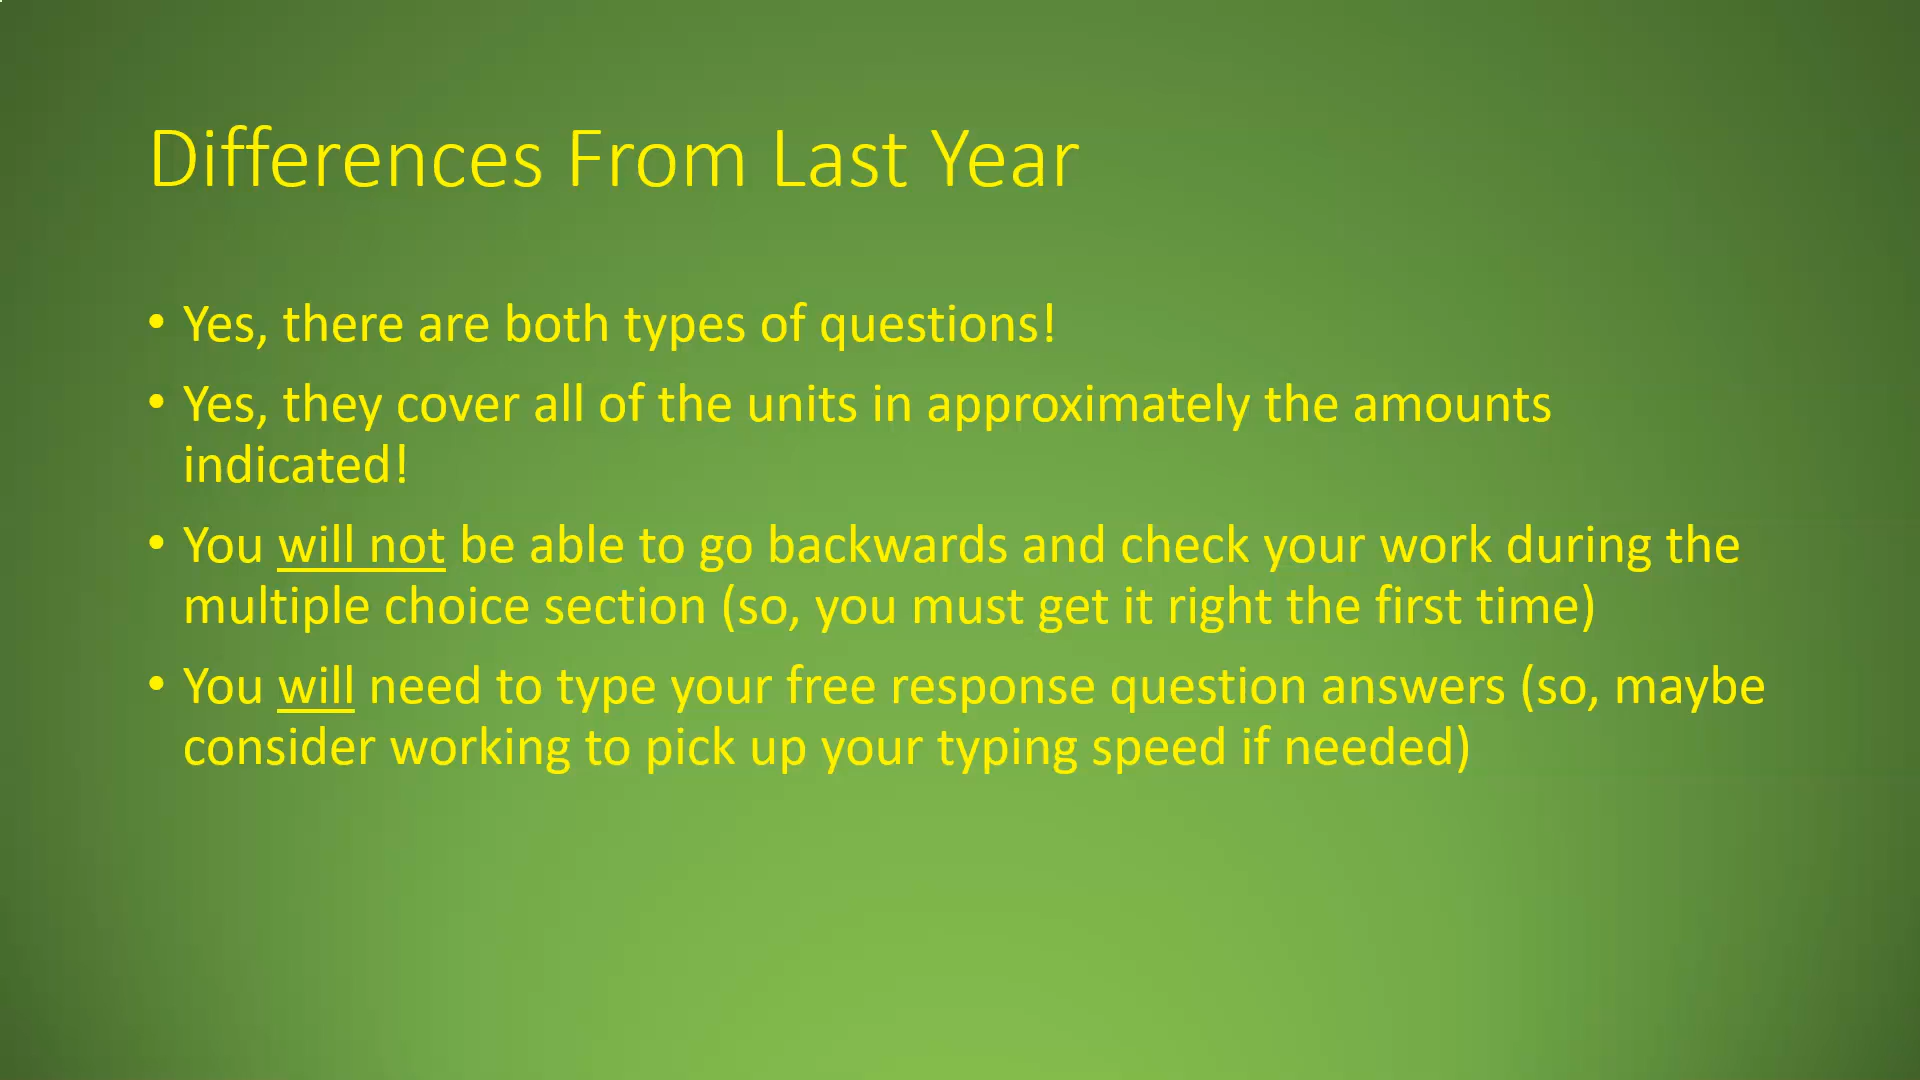 Differences From Last Year
• Yes, there are both types of questions!
• Yes, they cover all of the units in approximately the amounts
indicated!
• You will not be able to go backwards and check your work during the
multiple choice section (so, you must get it right the first time)
• You will need to type your free response question answers (so, maybe
consider working to pick up your typing speed if needed)